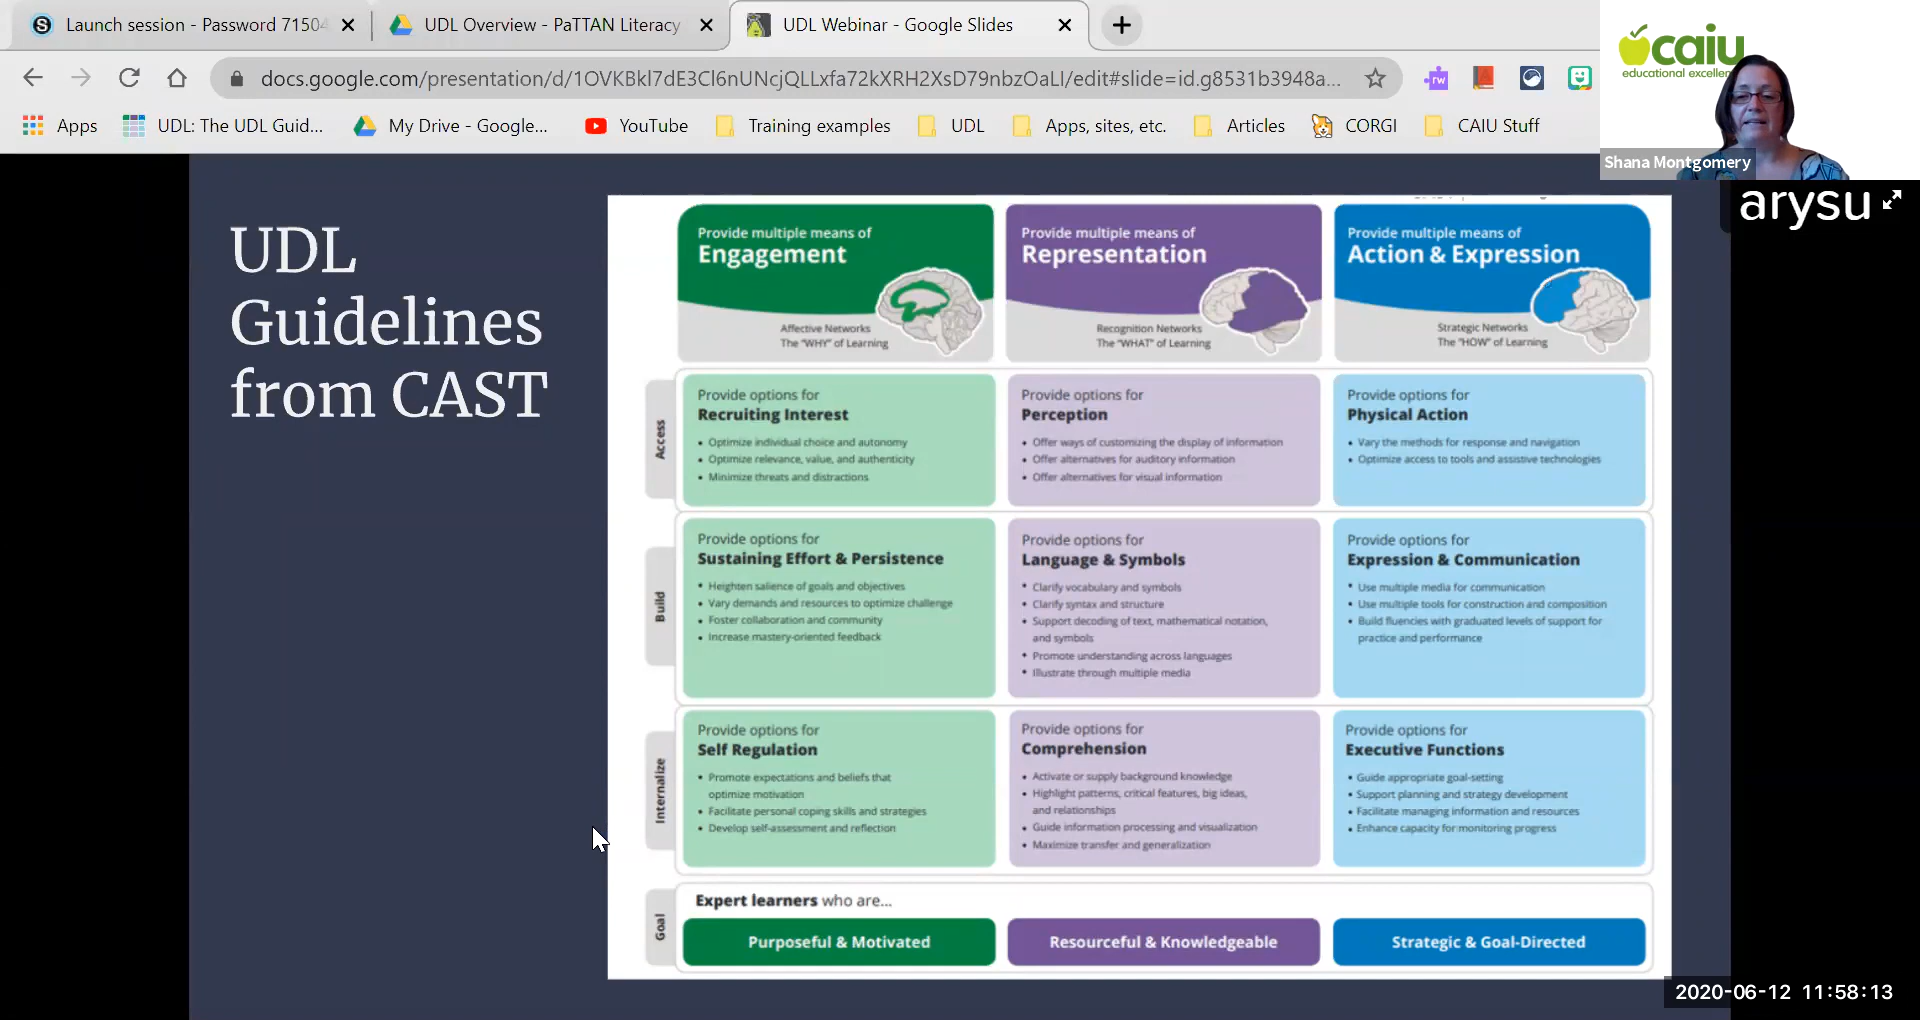 Launch session - Password 71504
UDL Overview - PaTTAN Literacy
UDL Webinar - Google Slides
docs.google.com/presentation/d/1OVKBkl7dE3Cl6nUNcjQLLxfa72kXRH2XsD79nbzOaLI/edit#slide=id.g8531b3948a...
rw
Apps
UDL: The UDL Guid...
My Drive - Google...
YouTube
Training examples
UDL
Apps, sites, etc.
Articles
CORGI
CAIU Stuff
caiu
educational excellen
Shana Montgomery
arysu
UDL
Guidelines
from CAST
Provide multiple means of
Engagement
Affective Networks
The "WHY" of Learning
Provide multiple means of
Representation
Recognition Networks
The "WHAT" of Learning
Provide multiple means of
Action & Expression
Strategic Networks
The "HOW" of Learning
Access
Provide options for
Recruiting Interest
• Optimize individual choice and autonomy
• Optimize relevance, value, and authenticity
• Minimize threats and distractions
Provide options for
Perception
• Offer ways of customizing the display of information
• Offer alternatives for auditory information
• Offer alternatives for visual information
Provide options for
Physical Action
• Vary the methods for response and navigation
• Optimize access to tools and assistive technologies
Build
Provide options for
Sustaining Effort & Persistence
• Heighten salience of goals and objectives
• Vary demands and resources to optimize challenge
• Foster collaboration and community
• Increase mastery-oriented feedback
Provide options for
Language & Symbols
• Clarify vocabulary and symbols
• Clarify syntax and structure
• Support decoding of text, mathematical notation,
and symbols
• Promote understanding across languages
• Illustrate through multiple media
Provide options for
Expression & Communication
• Use multiple media for communication
• Use multiple tools for construction and composition
• Build fluencies with graduated levels of support for
practice and performance
Internalize
Provide options for
Self Regulation
• Promote expectations and beliefs that
optimize motivation
• Facilitate personal coping skills and strategies
• Develop self-assessment and reflection
Provide options for
Comprehension
• Activate or supply background knowledge
• Highlight patterns, critical features, big ideas,
and relationships
• Guide information processing and visualization
• Maximize transfer and generalization
Provide options for
Executive Functions
• Guide appropriate goal-setting
• Support planning and strategy development
• Facilitate managing information and resources
• Enhance capacity for monitoring progress
Goal
Expert learners who are...
Purposeful & Motivated
Resourceful & Knowledgeable
Strategic & Goal-Directed
2020-06-12 11:58:13